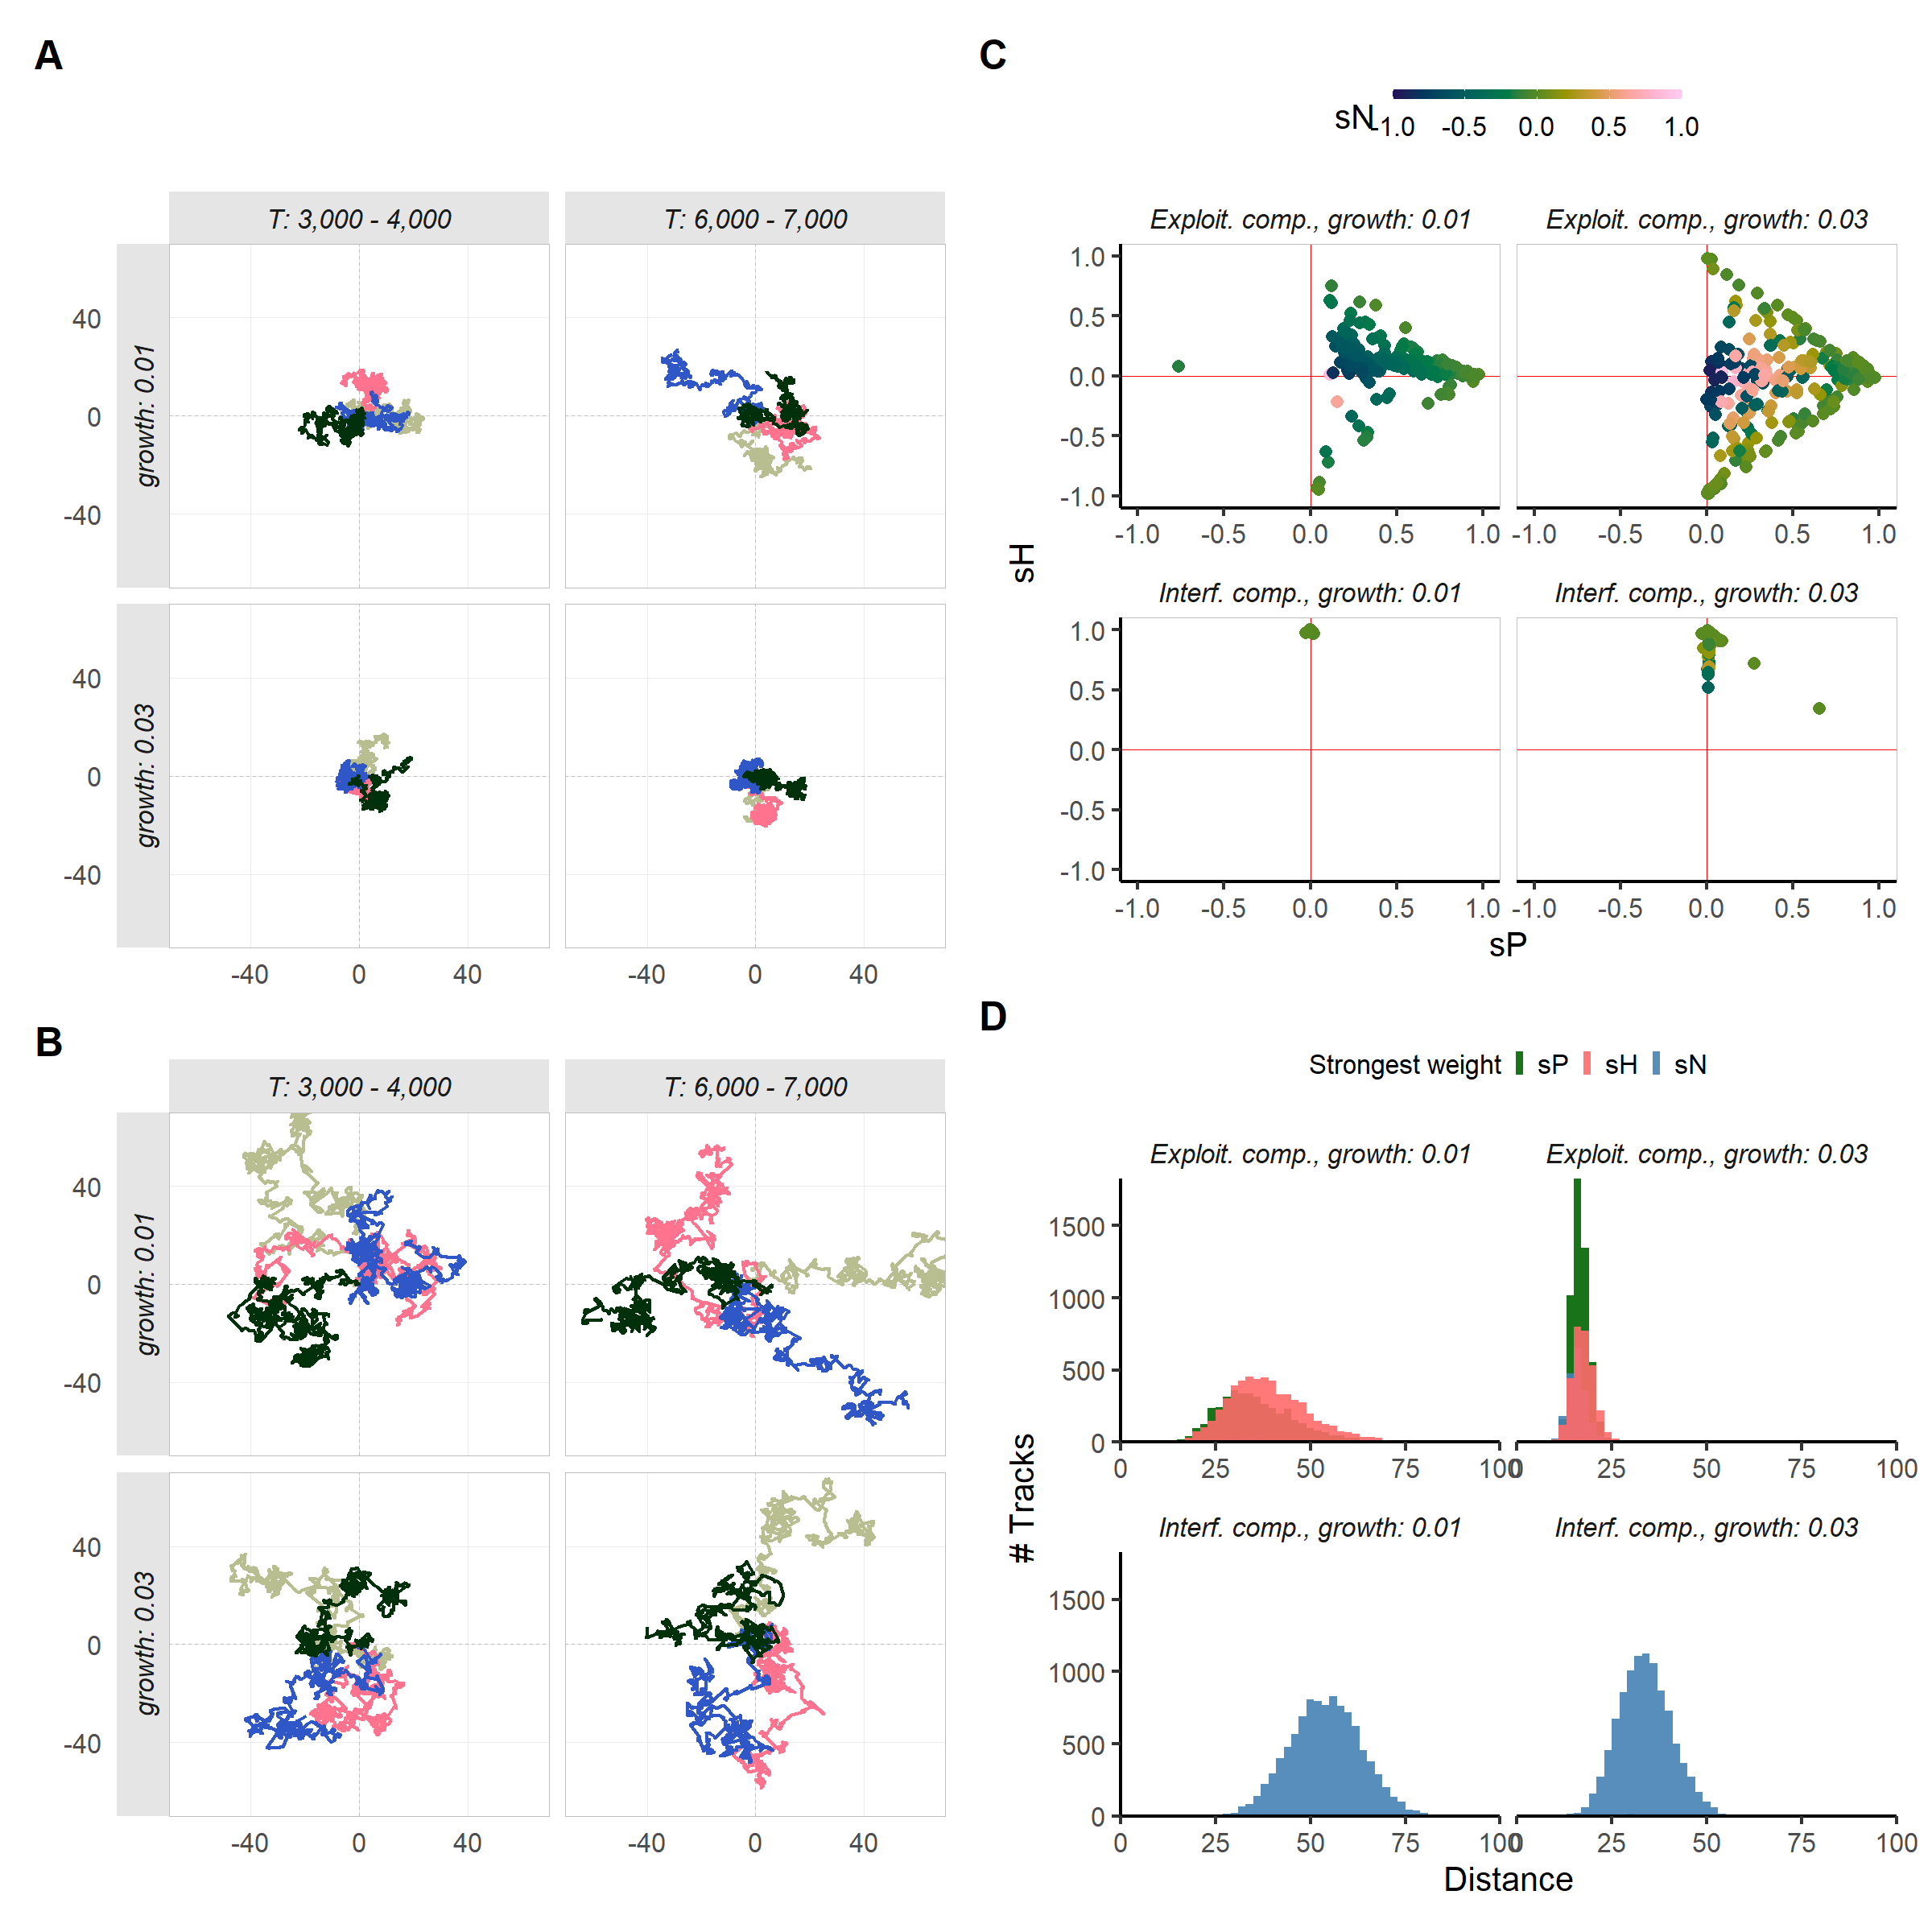 A
T: 3,000 - 4,000
T: 6,000 - 7,000
growth: 0.01
40
0
-40
growth: 0.03
40
0
-40
-40 0 40
-40 0 40
B
T: 3,000 - 4,000
T: 6,000 - 7,000
growth: 0.01
40
0
-40
growth: 0.03
40
0
-40
-40 0 40
-40 0 40
C
sN
-1.0 -0.5 0.0 0.5 1.0
Exploit. comp., growth: 0.01
Exploit. comp., growth: 0.03
1.0
0.5
0.0
-0.5
-1.0
-1.0 -0.5 0.0 0.5 1.0
-1.0 -0.5 0.0 0.5 1.0
sH
Interf. comp., growth: 0.01
Interf. comp., growth: 0.03
1.0
0.5
0.0
-0.5
-1.0
-1.0 -0.5 0.0 0.5 1.0
-1.0 -0.5 0.0 0.5 1.0
sP
D
Strongest weight sP sH sN
Exploit. comp., growth: 0.01
Exploit. comp., growth: 0.03
1500
1000
500
0
0 25 50 75 100
0 25 50 75 100
# Tracks
Interf. comp., growth: 0.01
Interf. comp., growth: 0.03
1500
1000
500
0
0 25 50 75 100
0 25 50 75 100
Distance